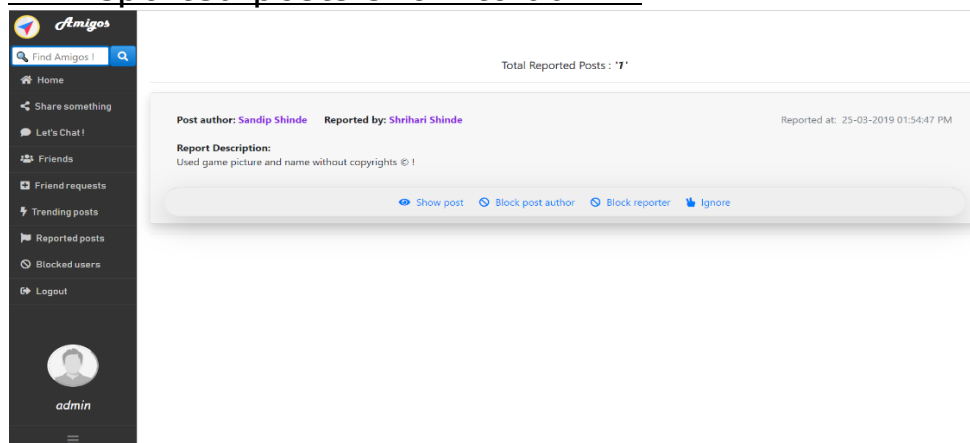 Amigos
Find Amigos !
Home
Share something
Let's Chat!
Friends
Friend requests
Trending posts
Reported posts
Blocked users
Logout
admin
Total Reported Posts : '1'
Post author: Sandip Shinde Reported by: Shrihari Shinde Reported at: 25-03-2019 01:54:47 PM
Report Description:
Used game picture and name without copyrights © !
Show post Block post author Block reporter Ignore